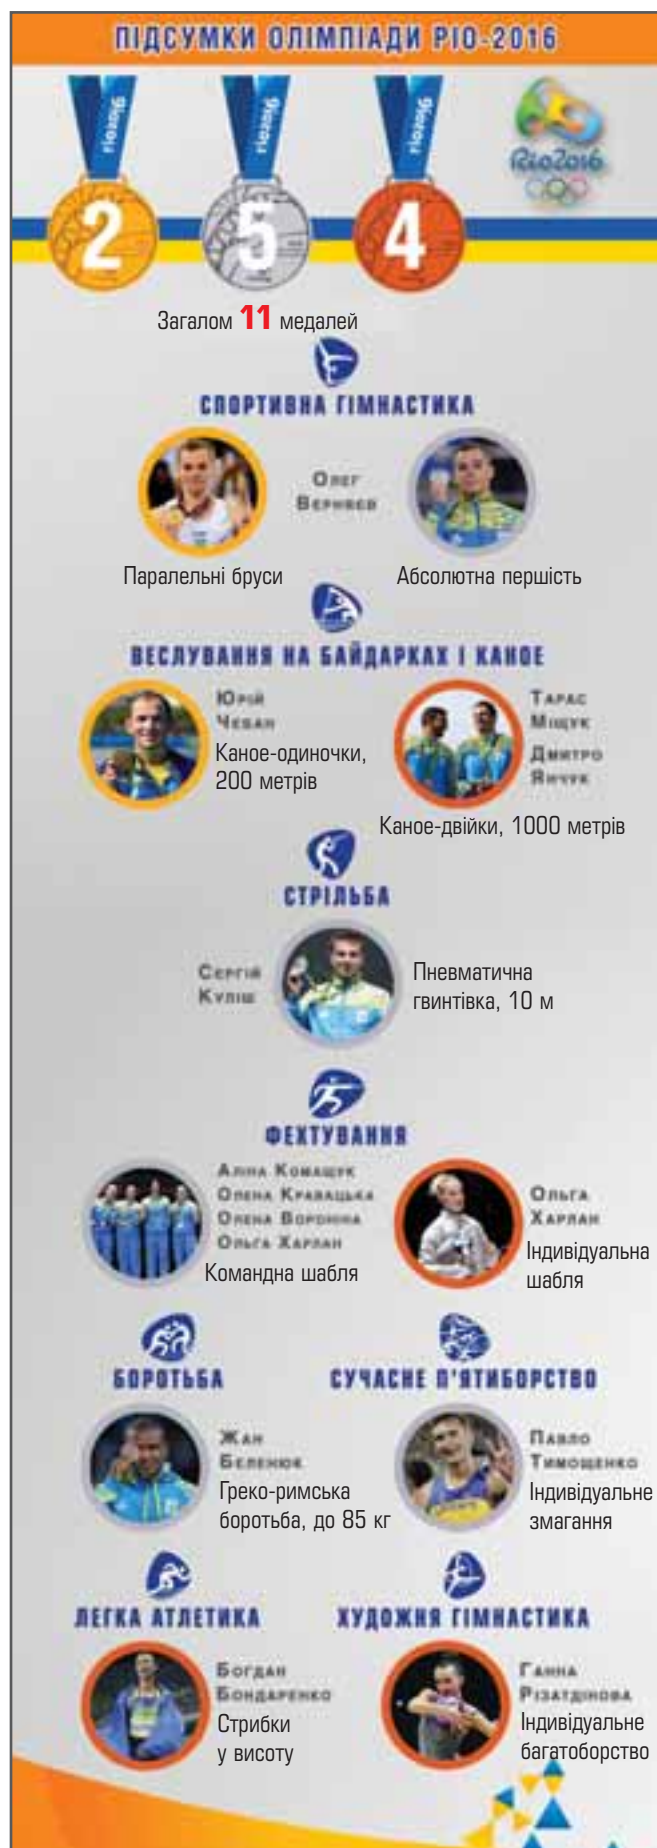 ПІДСУМКИ ОЛІМПІАДИ РІО-2016
Rio2016
2
5
4
Rio2016
Загалом 11 медалей
СПОРТИВНА ГІМНАСТИКА
Олег
Верняєв
Паралельні бруси
Абсолютна першість
ВЕСЛУВАННЯ НА БАЙДАРКАХ І КАНОЕ
Юрій
Чебан
Каное-одиночки,
200 метрів
Тарас
Міщук
Дмитро
Янчук
Каное-двійки, 1000 метрів
СТРІЛЬБА
Сергій
Куліш
Пневматична
гвинтівка, 10 м
ФЕХТУВАННЯ
Аліна Комащук
Олена Кравацька
Олена Вороніна
Ольга Харлан
Командна шабля
Ольга
Харлан
Індивідуальна
шабля
БОРОТЬБА
Жан
Беленюк
Греко-римська
боротьба, до 85 кг
СУЧАСНЕ П'ЯТИБОРСТВО
Павло
Тимощенко
Індивідуальне
змагання
ЛЕГКА АТЛЕТИКА
Богдан
Бондаренко
Стрибки
у висоту
ХУДОЖНЯ ГІМНАСТИКА
Ганна
Різатдінова
Індивідуальне
багатоборство